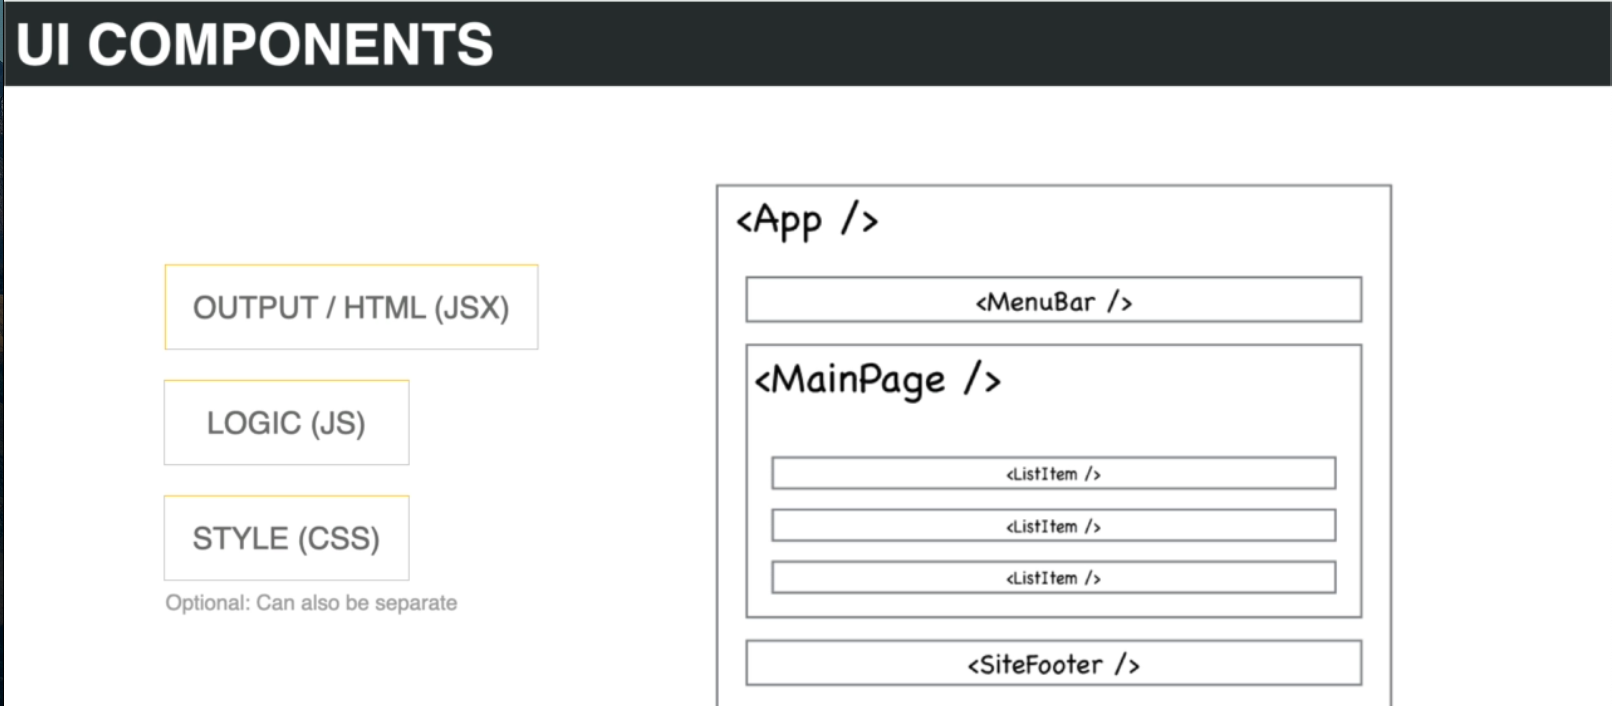 UI COMPONENTS
OUTPUT / HTML (JSX)
LOGIC (JS)
STYLE (CSS)
Optional: Can also be separate
<App />
<MenuBar />
<MainPage />
<ListItem />
<ListItem />
<ListItem />
<SiteFooter />